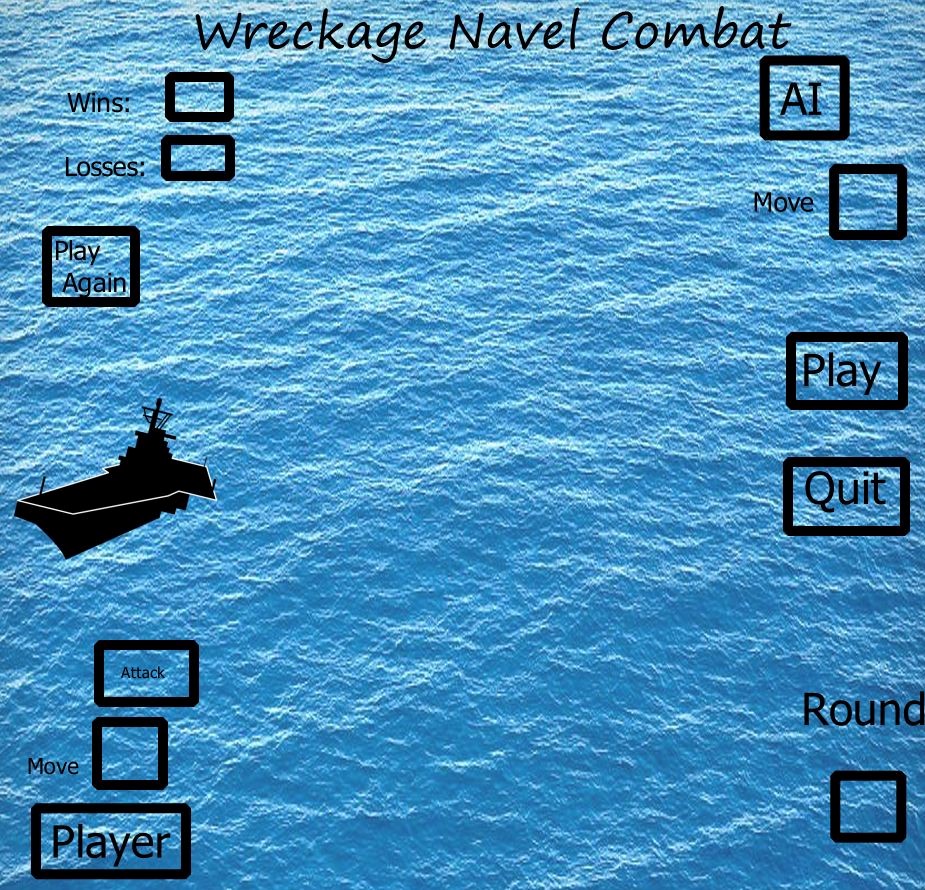 Wreckage Navel Combat
Wins:
Losses:
AI
Move
Play
Again
Play
Quit
Attack
Move
Player
Round